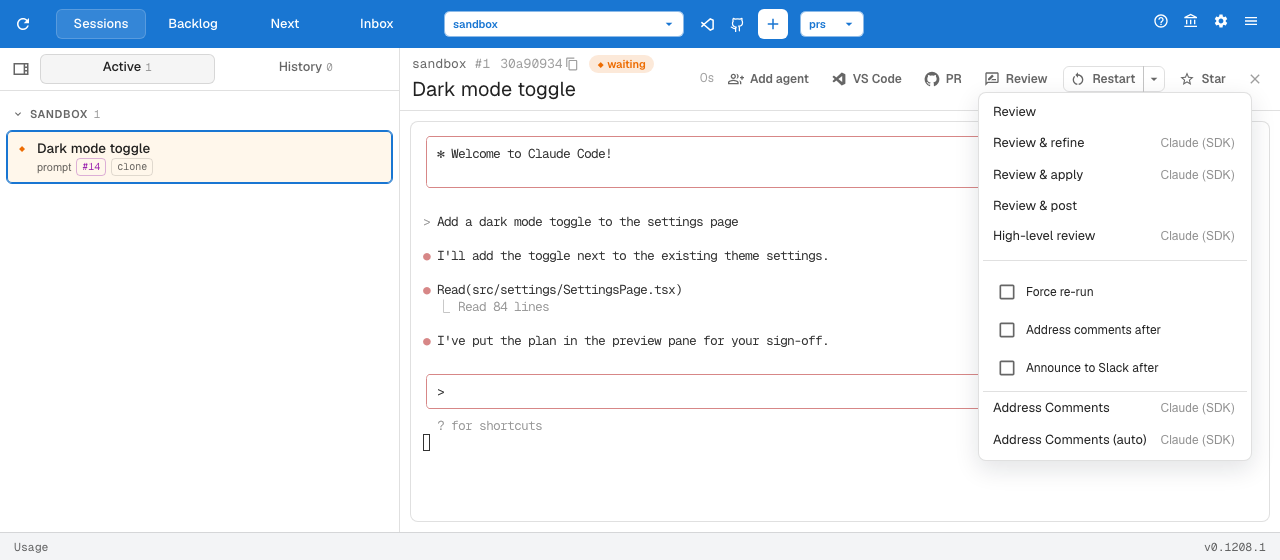 Sessions Backlog Next Inbox sandbox prs
Active 1 History 0
SANDBOX 1
Dark mode toggle
prompt #14 clone
sandbox #1 30a90934 waiting
Dark mode toggle
0s Add agent VS Code PR Review Restart Star
✻ Welcome to Claude Code!
> Add a dark mode toggle to the settings page
I'll add the toggle next to the existing theme settings.
Read(src/settings/SettingsPage.tsx)
Read 84 lines
I've put the plan in the preview pane for your sign-off.
>
? for shortcuts
Review
Review & refine Claude (SDK)
Review & apply Claude (SDK)
Review & post
High-level review Claude (SDK)
Force re-run
Address comments after
Announce to Slack after
Address Comments Claude (SDK)
Address Comments (auto) Claude (SDK)
Usage v0.1208.1